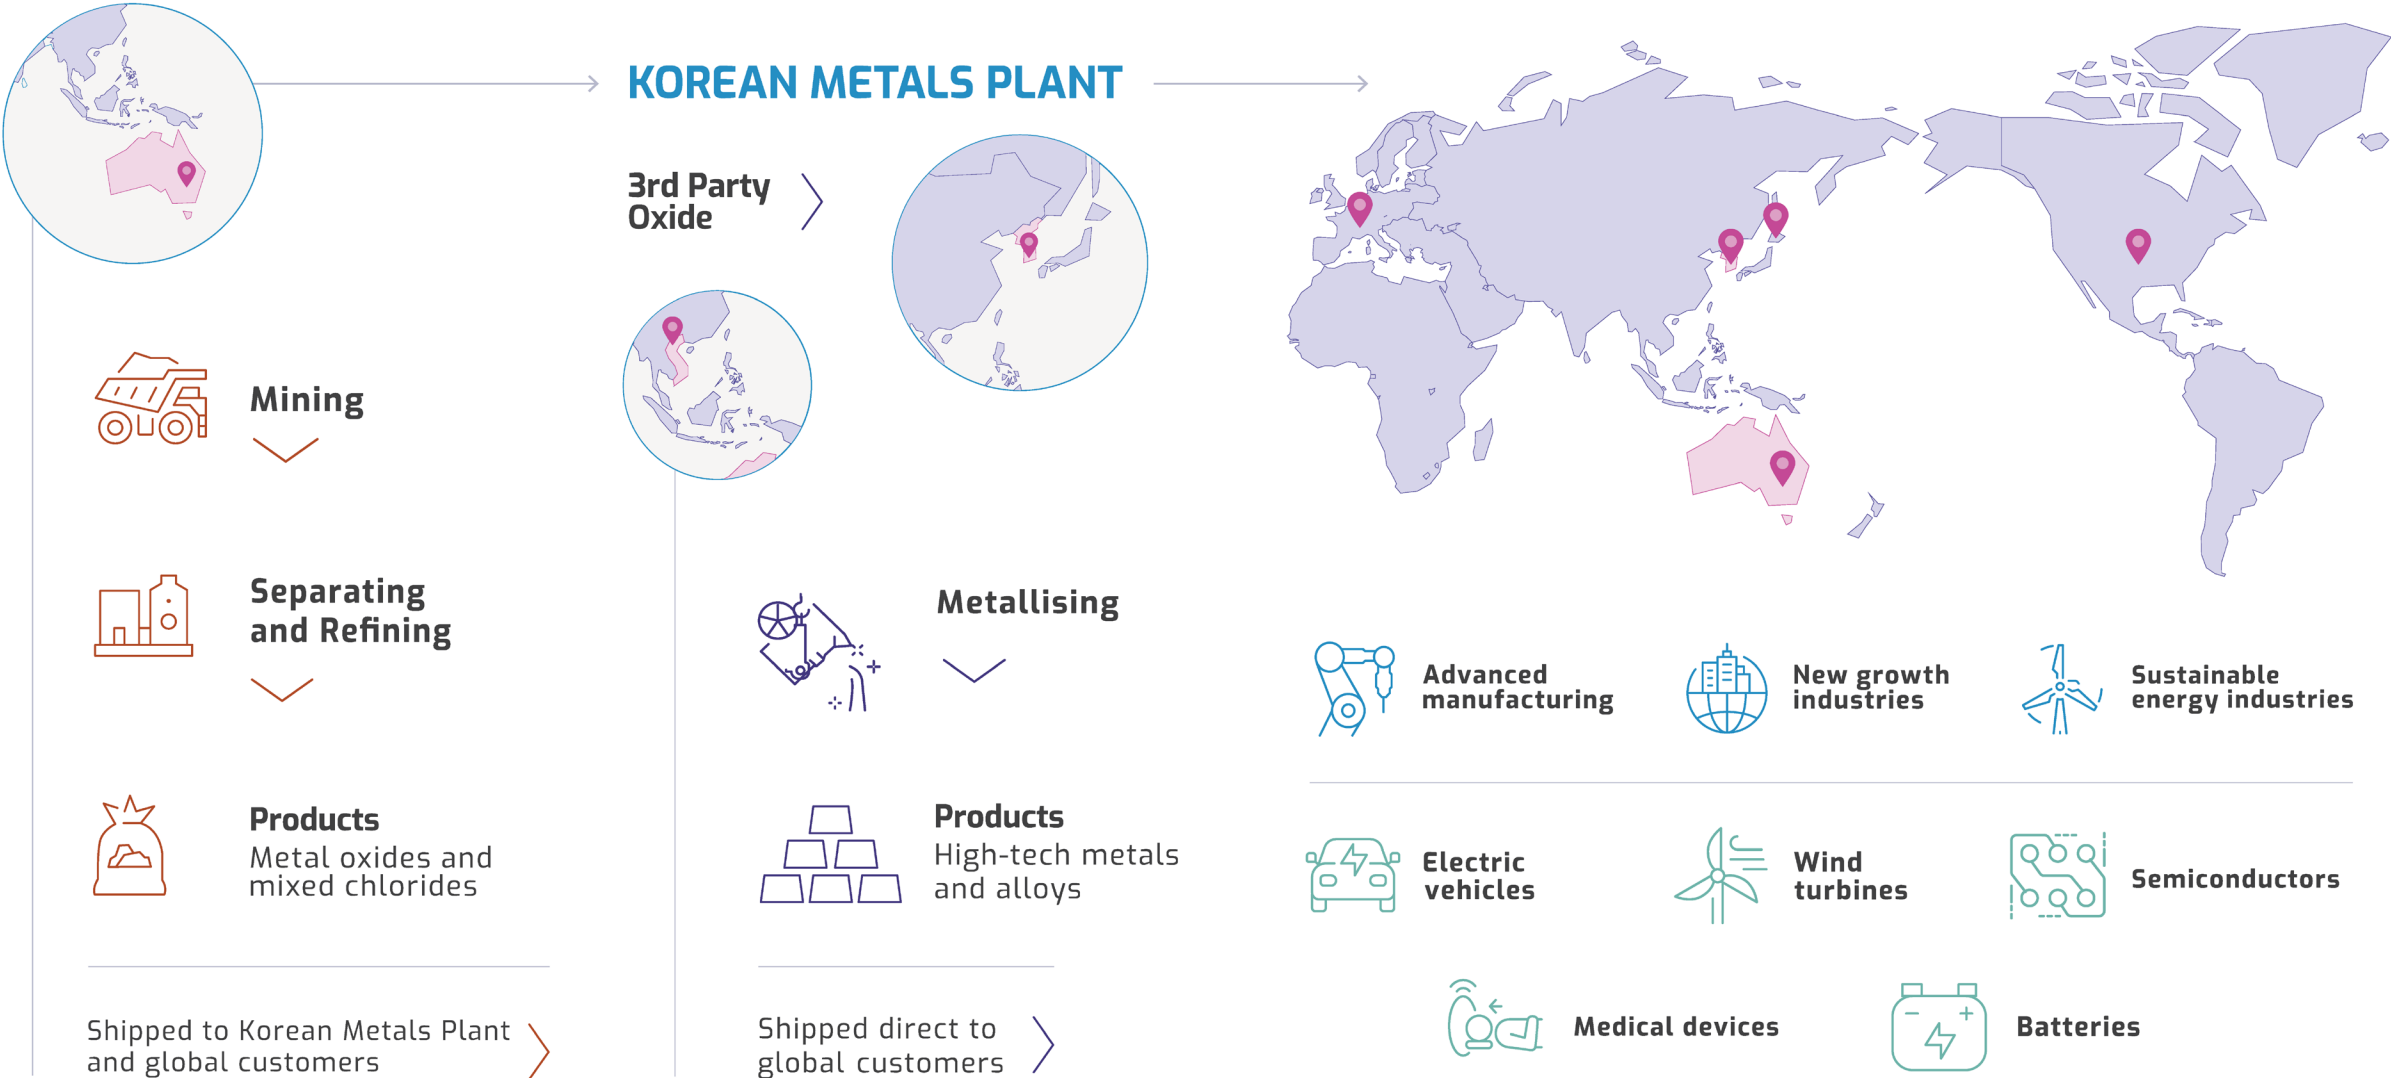 KOREAN METALS PLANT
3rd Party
Oxide
Mining
Separating
and Refining
Products
Metal oxides and
mixed chlorides
Shipped to Korean Metals Plant
and global customers
Metallising
Products
High-tech metals
and alloys
Shipped direct to
global customers
Advanced
manufacturing
New growth
industries
Sustainable
energy industries
Electric
vehicles
Wind
turbines
Semiconductors
Medical devices
Batteries